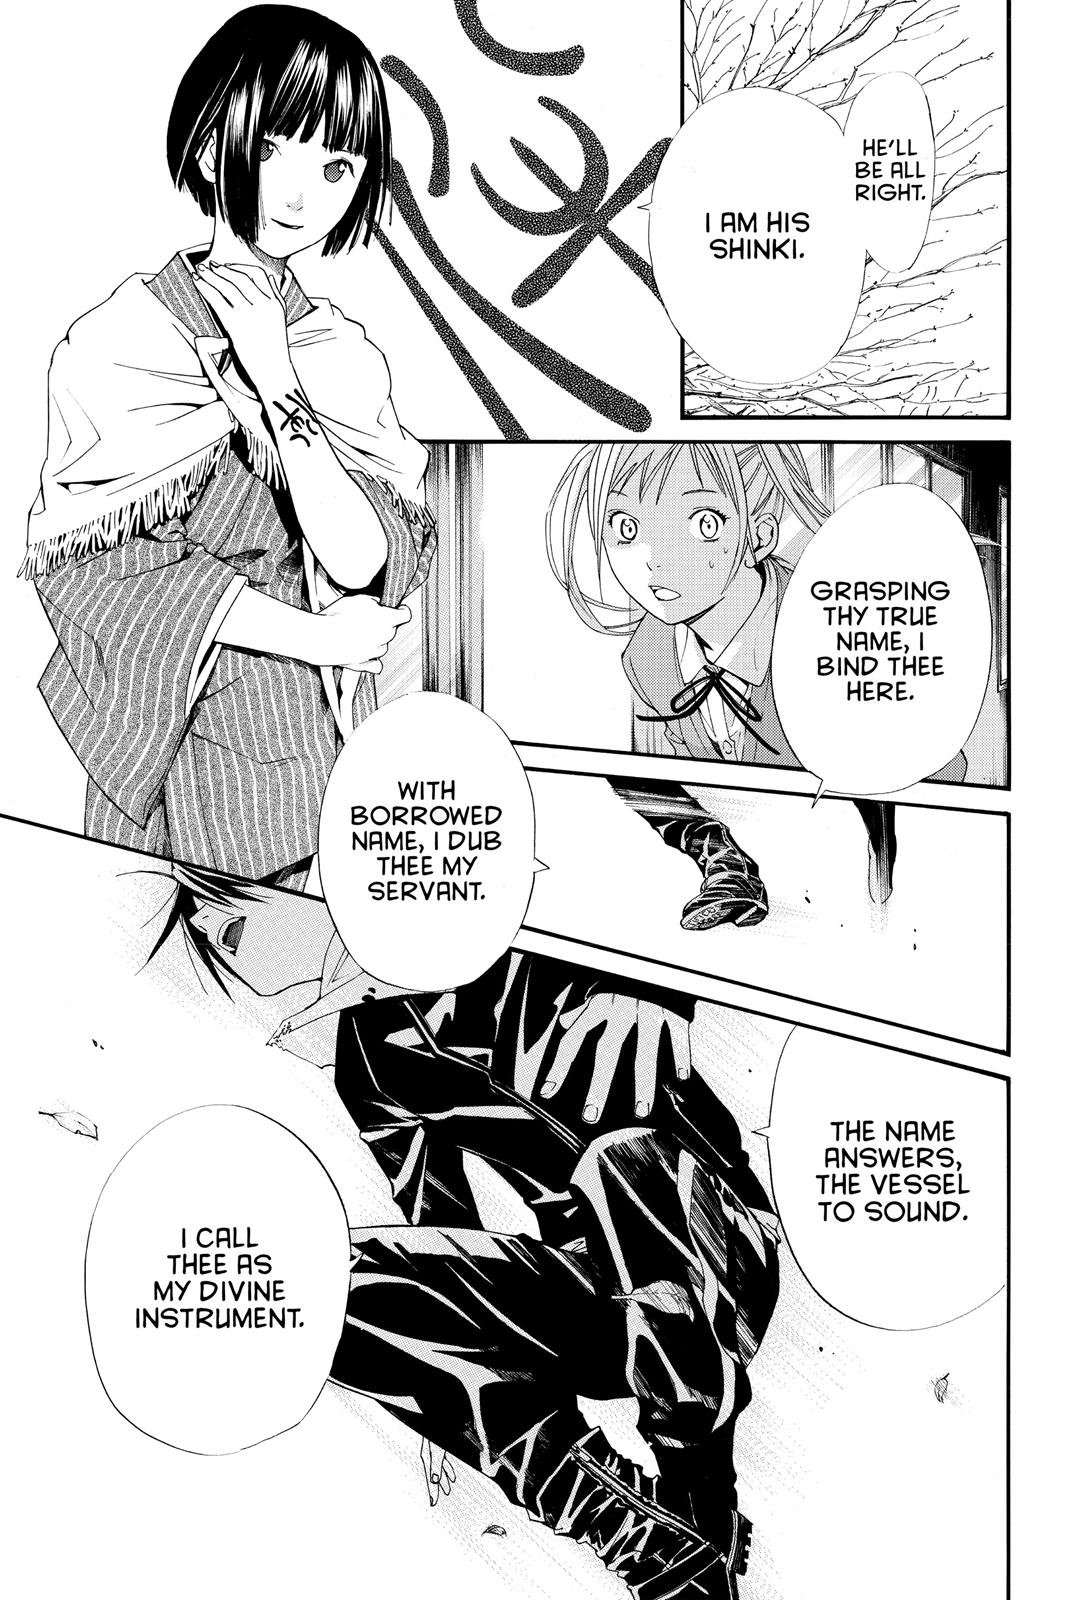 HE'LL
BE ALL
RIGHT.
I AM HIS
SHINKI.
GRASPING
THY TRUE
NAME, I
BIND THEE
HERE.
WITH
BORROWED
NAME, I DUB
THEE MY
SERVANT.
THE NAME
ANSWERS,
THE VESSEL
TO SOUND.
I CALL
THEE AS
MY DIVINE
INSTRUMENT.